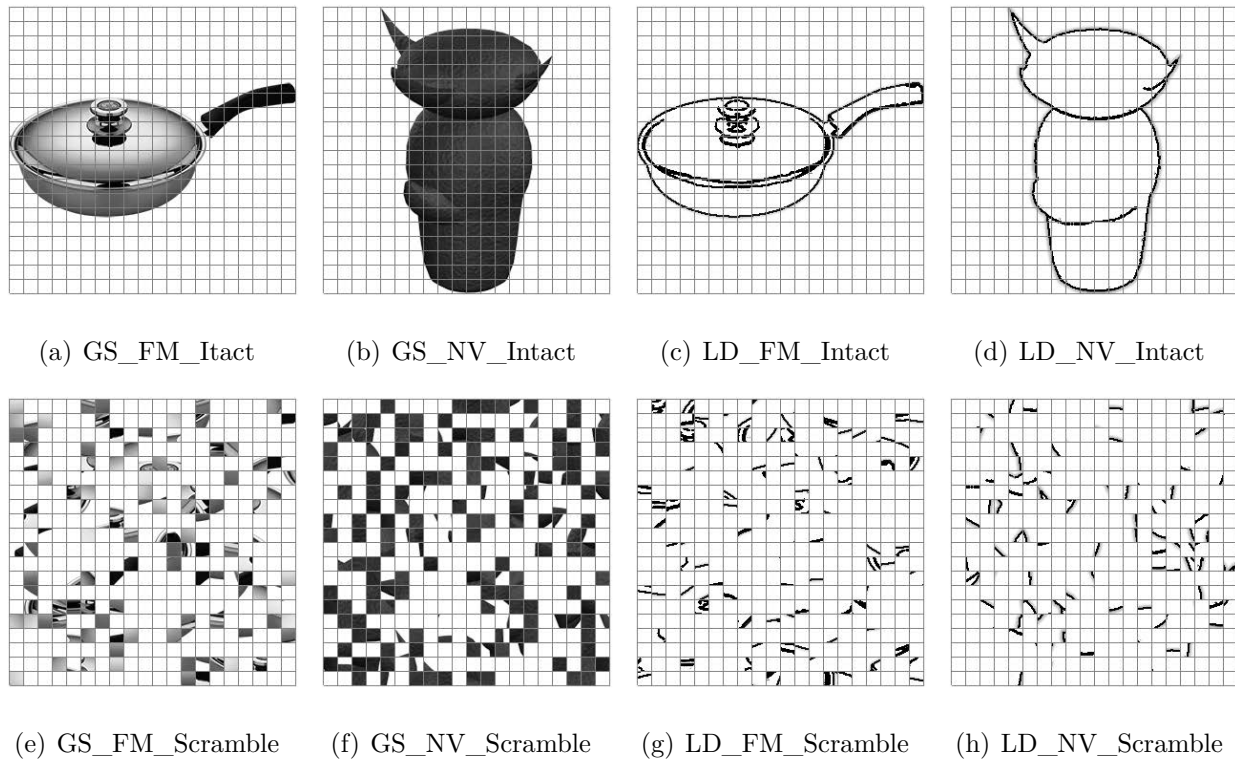 (a) GS_FM_Itact
(b) GS_NV_Intact
(c) LD_FM_Intact
(d) LD_NV_Intact
(e) GS_FM_Scramble
(f) GS_NV_Scramble
(g) LD_FM_Scramble
(h) LD_NV_Scramble